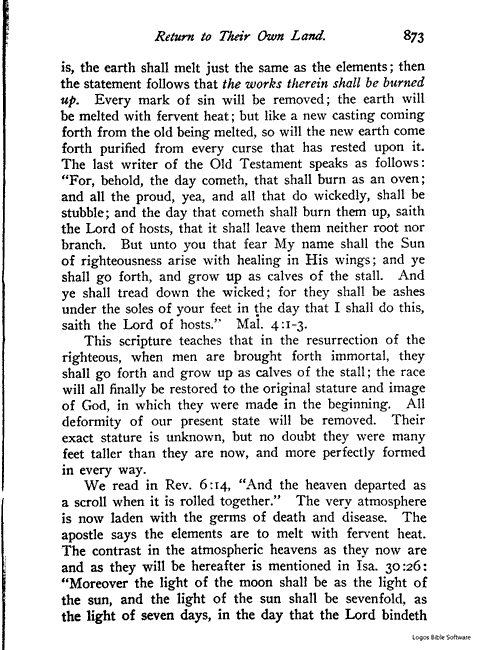 Return to Their Own Land. 873
is, the earth shall melt just the same as the elements; then
the statement follows that the works therein shall be burned
up. Every mark of sin will be removed; the earth will
be melted with fervent heat; but like a new casting coming
forth from the old being melted, so will the new earth come
forth purified from every curse that has rested upon it.
The last writer of the Old Testament speaks as follows:
“For, behold, the day cometh, that shall burn as an oven;
and all the proud, yea, and all that do wickedly, shall be
stubble; and the day that cometh shall burn them up, saith
the Lord of hosts, that it shall leave them neither root nor
branch. But unto you that fear My name shall the Sun
of righteousness arise with healing in His wings; and ye
shall go forth, and grow up as calves of the stall. And
ye shall tread down the wicked; for they shall be ashes
under the soles of your feet in the day that I shall do this,
saith the Lord of hosts.” Mal. 4:1-3.
This scripture teaches that in the resurrection of the
righteous, when men are brought forth immortal, they
shall go forth and grow up as calves of the stall; the race
will all finally be restored to the original stature and image
of God, in which they were made in the beginning. All
deformity of our present state will be removed. Their
exact stature is unknown, but no doubt they were many
feet taller than they are now, and more perfectly formed
in every way.
We read in Rev. 6:14, “And the heaven departed as
a scroll when it is rolled together.” The very atmosphere
is now laden with the germs of death and disease. The
apostle says the elements are to melt with fervent heat.
The contrast in the atmospheric heavens as they now are
and as they will be hereafter is mentioned in Isa. 30:26:
“Moreover the light of the moon shall be as the light of
the sun, and the light of the sun shall be sevenfold, as
the light of seven days, in the day that the Lord bindeth
Logos Bible Software